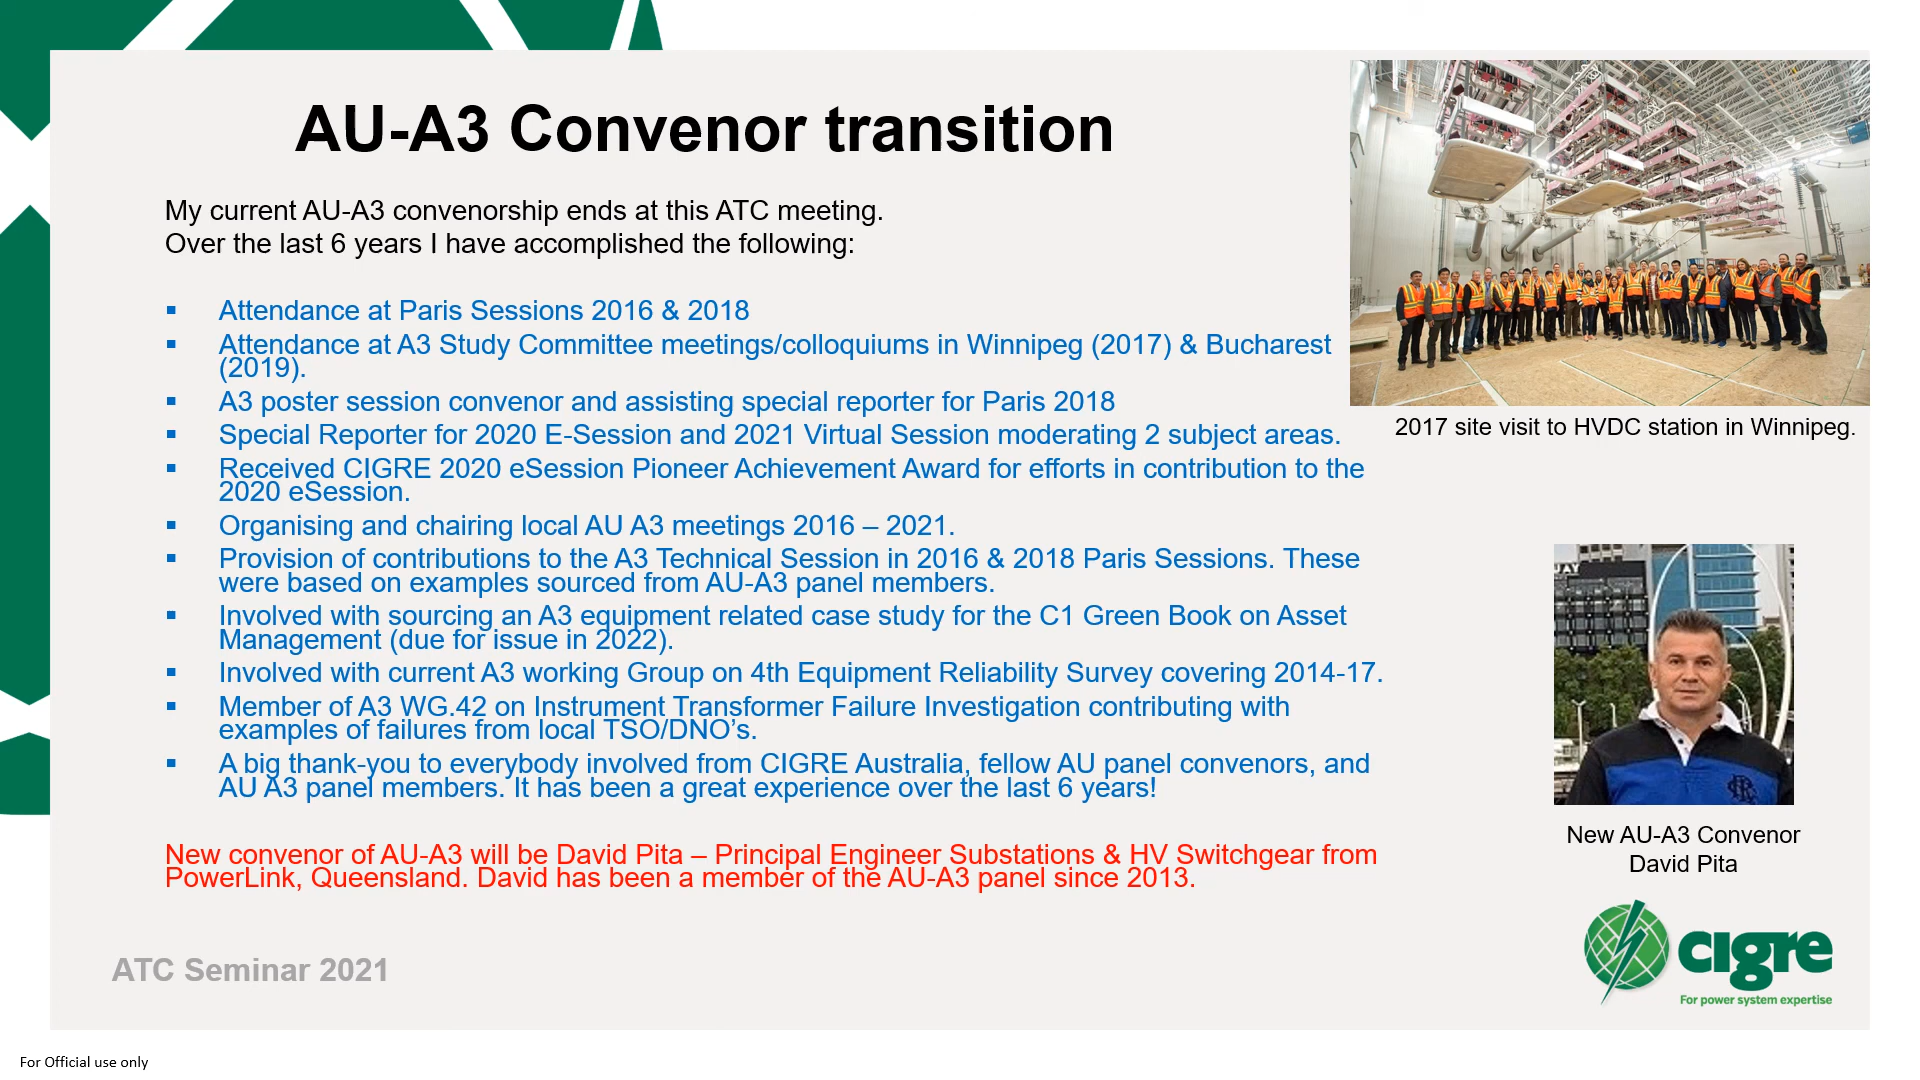 AU-A3 Convenor transition
My current AU-A3 convenorship ends at this ATC meeting.
Over the last 6 years I have accomplished the following:
▪ Attendance at Paris Sessions 2016 & 2018
▪ Attendance at A3 Study Committee meetings/colloquiums in Winnipeg (2017) & Bucharest
(2019).
▪ A3 poster session convenor and assisting special reporter for Paris 2018
▪ Special Reporter for 2020 E-Session and 2021 Virtual Session moderating 2 subject areas.
▪ Received CIGRE 2020 eSession Pioneer Achievement Award for efforts in contribution to the
2020 eSession.
▪ Organising and chairing local AU A3 meetings 2016 – 2021.
▪ Provision of contributions to the A3 Technical Session in 2016 & 2018 Paris Sessions. These
were based on examples sourced from AU-A3 panel members.
▪ Involved with sourcing an A3 equipment related case study for the C1 Green Book on Asset
Management (due for issue in 2022).
▪ Involved with current A3 working Group on 4th Equipment Reliability Survey covering 2014-17.
▪ Member of A3 WG.42 on Instrument Transformer Failure Investigation contributing with
examples of failures from local TSO/DNO’s.
▪ A big thank-you to everybody involved from CIGRE Australia, fellow AU panel convenors, and
AU A3 panel members. It has been a great experience over the last 6 years!
New convenor of AU-A3 will be David Pita – Principal Engineer Substations & HV Switchgear from
PowerLink, Queensland. David has been a member of the AU-A3 panel since 2013.
2017 site visit to HVDC station in Winnipeg.
New AU-A3 Convenor
David Pita
cigre
For power system expertise
ATC Seminar 2021
For Official use only